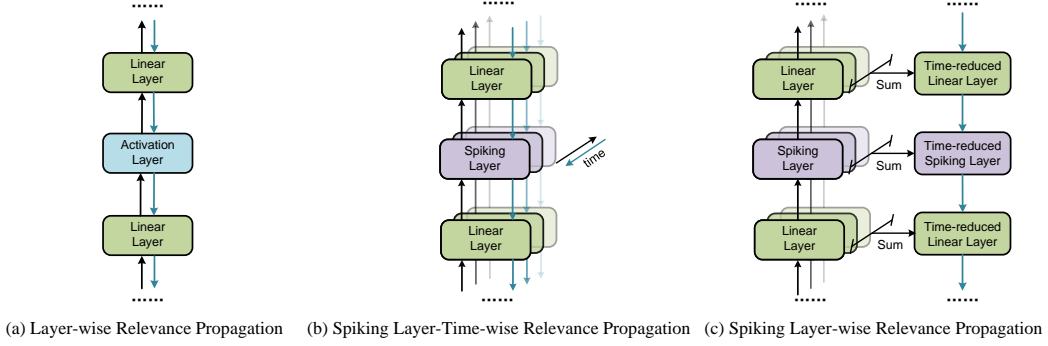 Linear
Layer
Activation
Layer
Linear
Layer
(a) Layer-wise Relevance Propagation
Linear
Layer
Spiking
Layer
time
Linear
Layer
(b) Spiking Layer-Time-wise Relevance Propagation
Linear
Layer
Sum
Time-reduced
Linear Layer
Spiking
Layer
Sum
Time-reduced
Spiking Layer
Linear
Layer
Sum
Time-reduced
Linear Layer
(c) Spiking Layer-wise Relevance Propagation